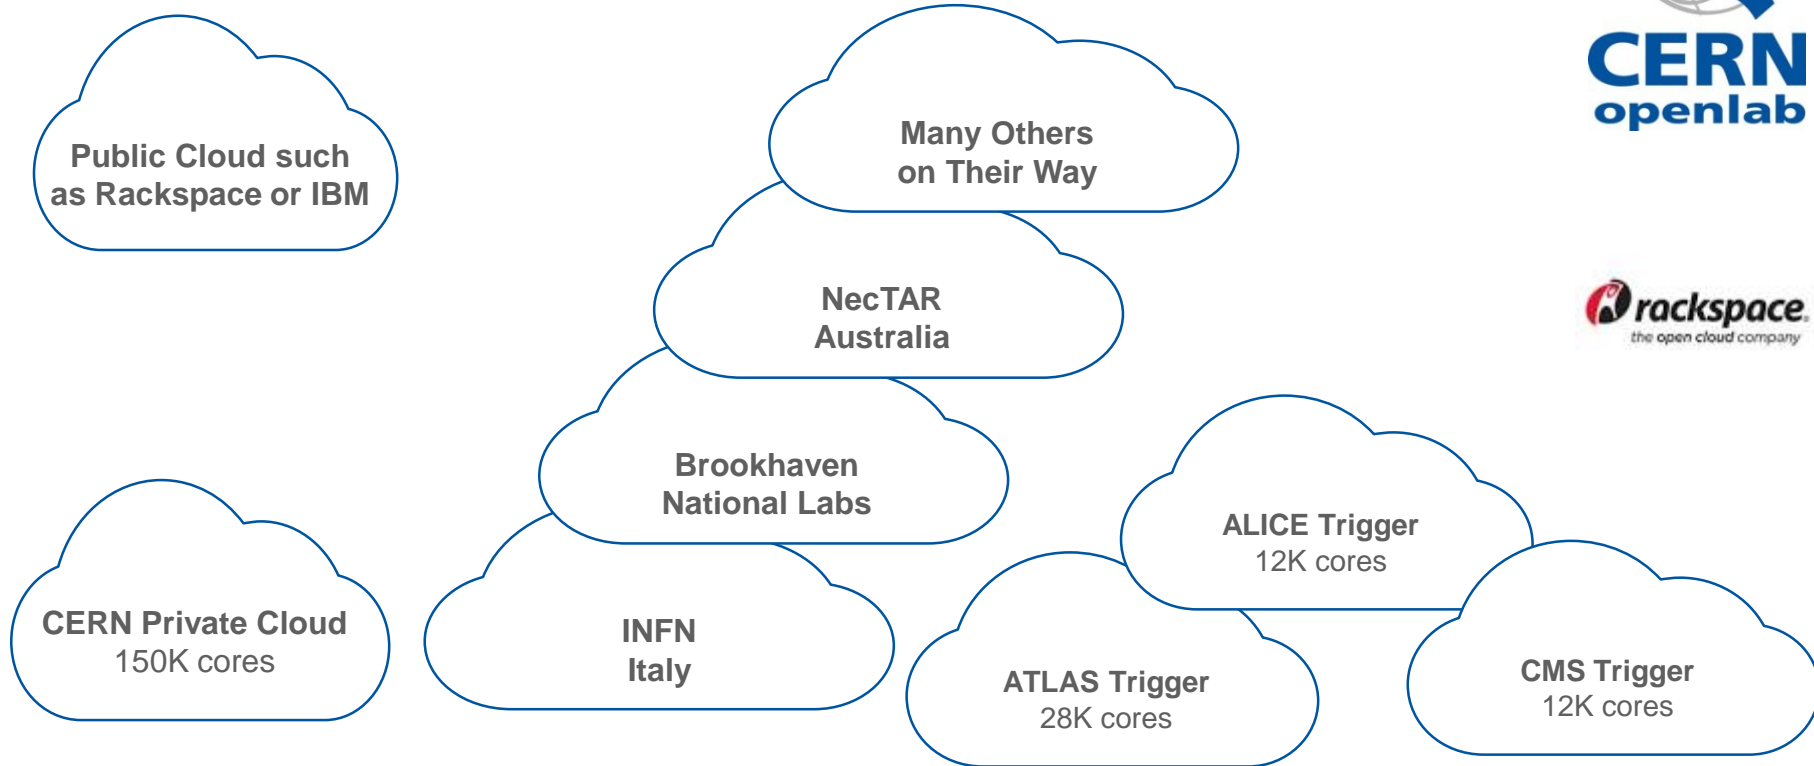 CERN
openlab
Public Cloud such
as Rackspace or IBM
Many Others
on Their Way
NecTAR
Australia
rackspace.
the open cloud company
Brookhaven
National Labs
ALICE Trigger
12K cores
CERN Private Cloud
150K cores
INFN
Italy
ATLAS Trigger
28K cores
CMS Trigger
12K cores